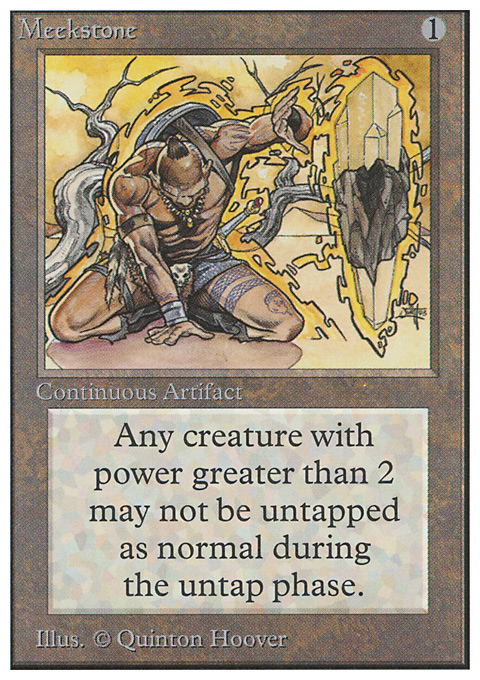 Meekstone 1
Continuous Artifact
Any creature with
power greater than 2
may not be untapped
as normal during
the untap phase.
Illus. © Quinton Hoover